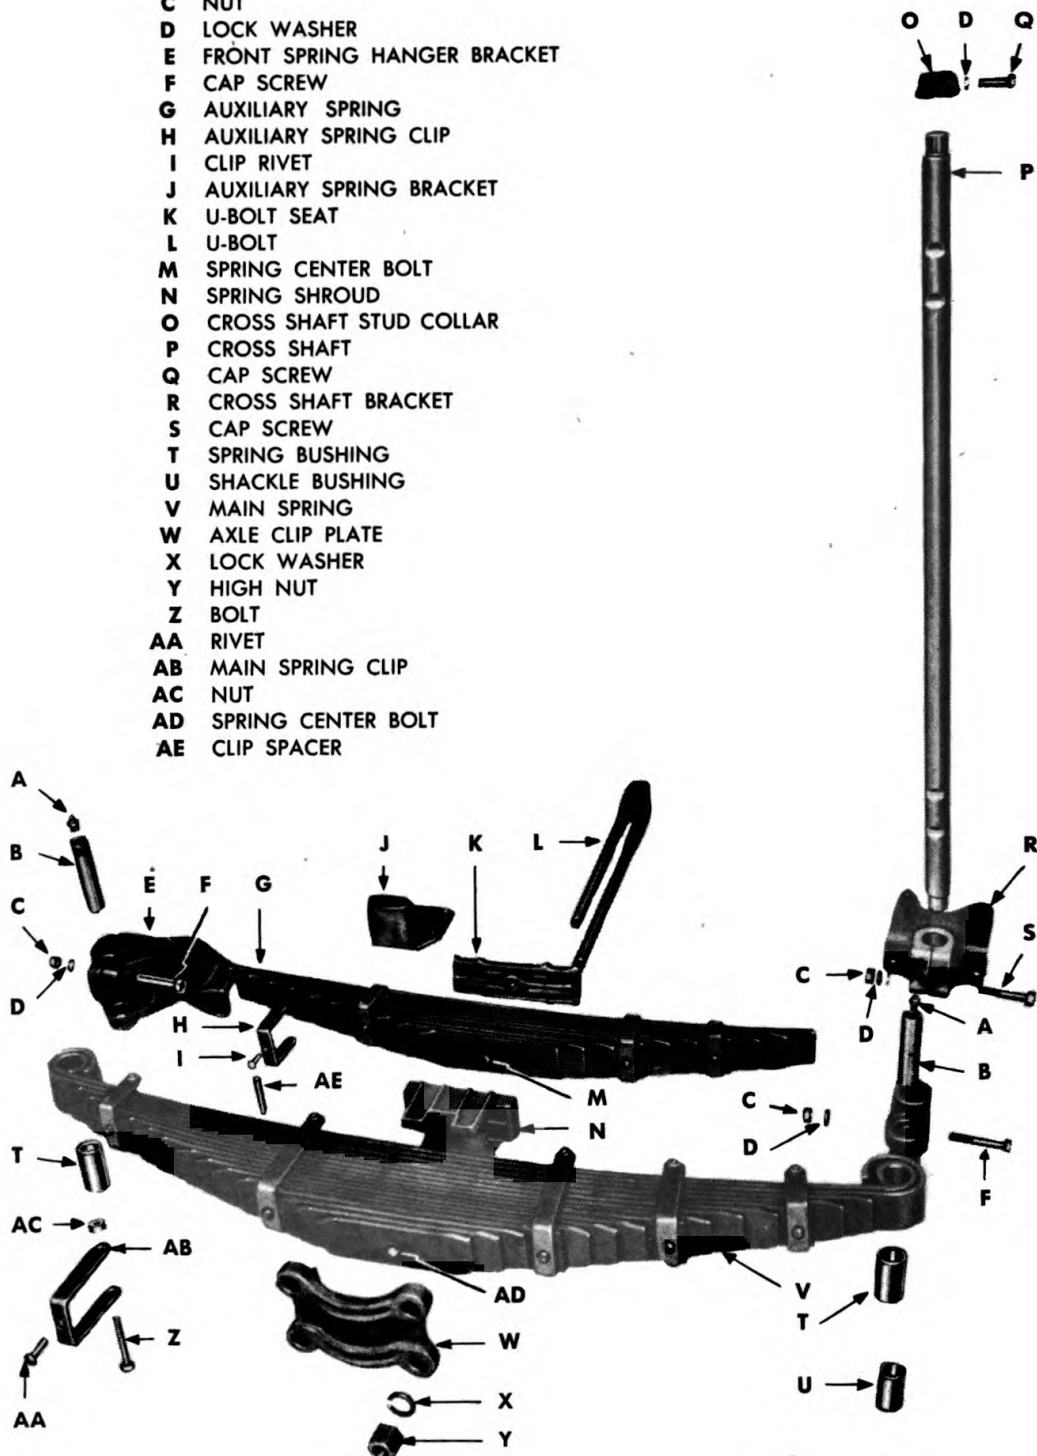 C NUT
D LOCK WASHER
E FRONT SPRING HANGER BRACKET
F CAP SCREW
G AUXILIARY SPRING
H AUXILIARY SPRING CLIP
I CLIP RIVET
J AUXILIARY SPRING BRACKET
K U-BOLT SEAT
L U-BOLT
M SPRING CENTER BOLT
N SPRING SHROUD
O CROSS SHAFT STUD COLLAR
P CROSS SHAFT
Q CAP SCREW
R CROSS SHAFT BRACKET
S CAP SCREW
T SPRING BUSHING
U SHACKLE BUSHING
V MAIN SPRING
W AXLE CLIP PLATE
X LOCK WASHER
Y HIGH NUT
Z BOLT
AA RIVET
AB MAIN SPRING CLIP
AC NUT
AD SPRING CENTER BOLT
AE CLIP SPACER
O D Q
P
A
B
J K L
R
E F G
C
S
C
D
D
H
A
I
AE
B
M
C
N
D
T
F
AC
AB
V
AD
T
Z
W
U
X
AA
Y